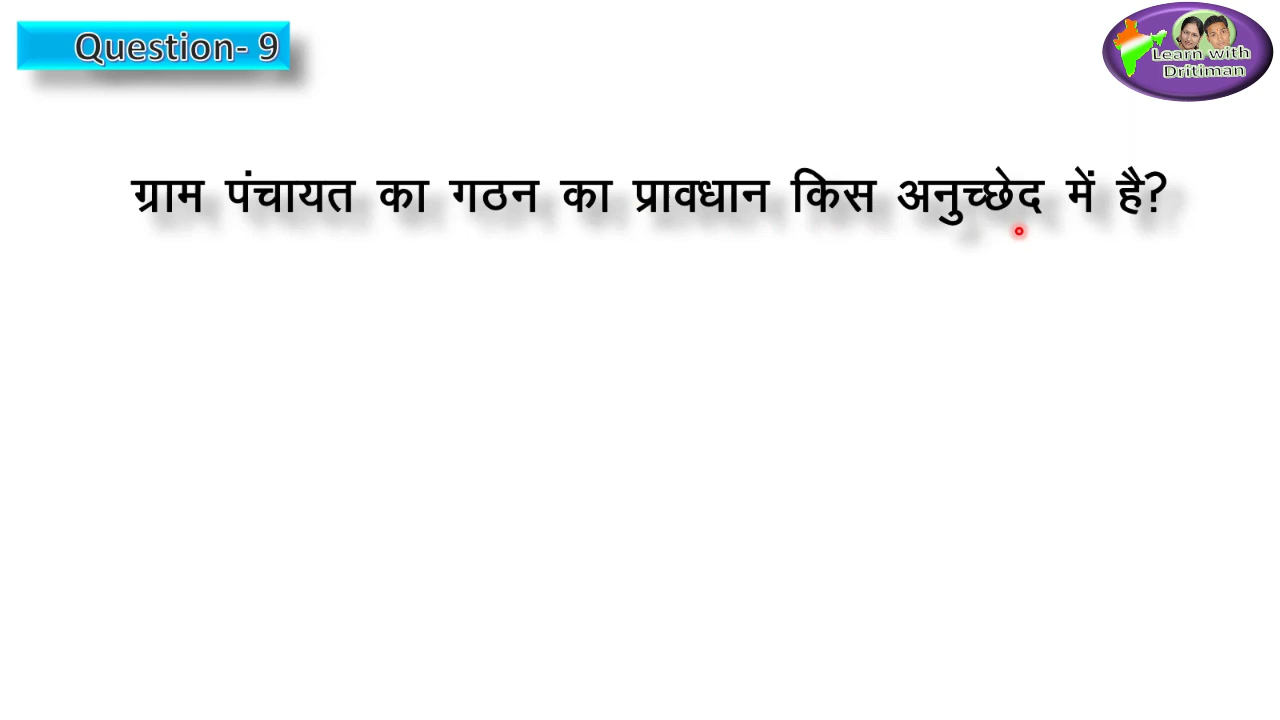 Question- 9
Learn with
Dritiman
ग्राम पंचायत का गठन का प्रावधान किस अनुच्छेद में है?